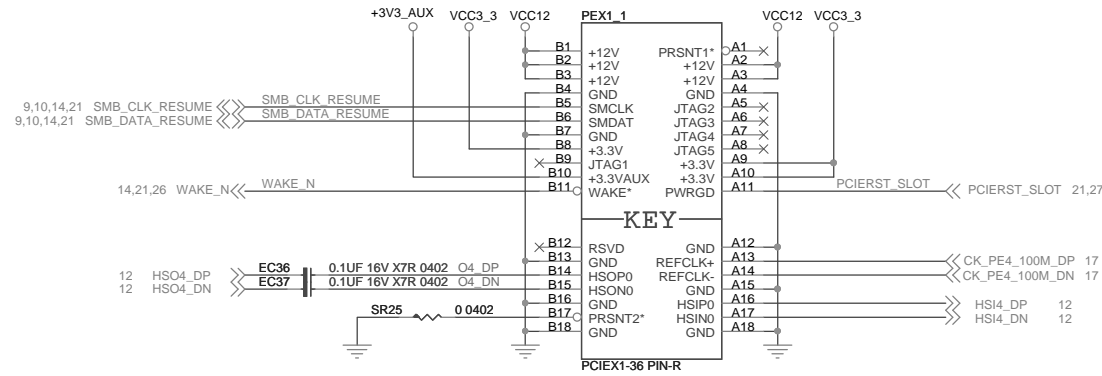 +3V3_AUX VCC3_3 VCC12 PEX1_1 VCC12 VCC3_3
B1 +12V PRSNT1* A1
B2 +12V +12V A2
B3 +12V +12V A3
B4 GND GND A4
9,10,14,21 SMB_CLK_RESUME SMB_CLK_RESUME B5 SMCLK JTAG2 A5
9,10,14,21 SMB_DATA_RESUME SMB_DATA_RESUME B6 SMDAT JTAG3 A6
B7 GND JTAG4 A7
B8 +3.3V JTAG5 A8
B9 JTAG1 +3.3V A9
B10 +3.3VAUX +3.3V A10
14,21,26 WAKE_N WAKE_N B11 WAKE* PWRGD A11 PCIERST_SLOT PCIERST_SLOT 21,27
KEY
B12 RSVD GND A12
B13 GND REFCLK+ A13 CK_PE4_100M_DP 17
12 HSO4_DP EC36 0.1UF 16V X7R 0402 O4_DP B14 HSOP0 REFCLK- A14 CK_PE4_100M_DN 17
12 HSO4_DN EC37 0.1UF 16V X7R 0402 O4_DN B15 HSON0 GND A15
B16 GND HSIP0 A16 HSI4_DP 12
SR25 0 0402 B17 PRSNT2* HSIN0 A17 HSI4_DN 12
B18 GND GND A18
PCIEX1-36 PIN-R